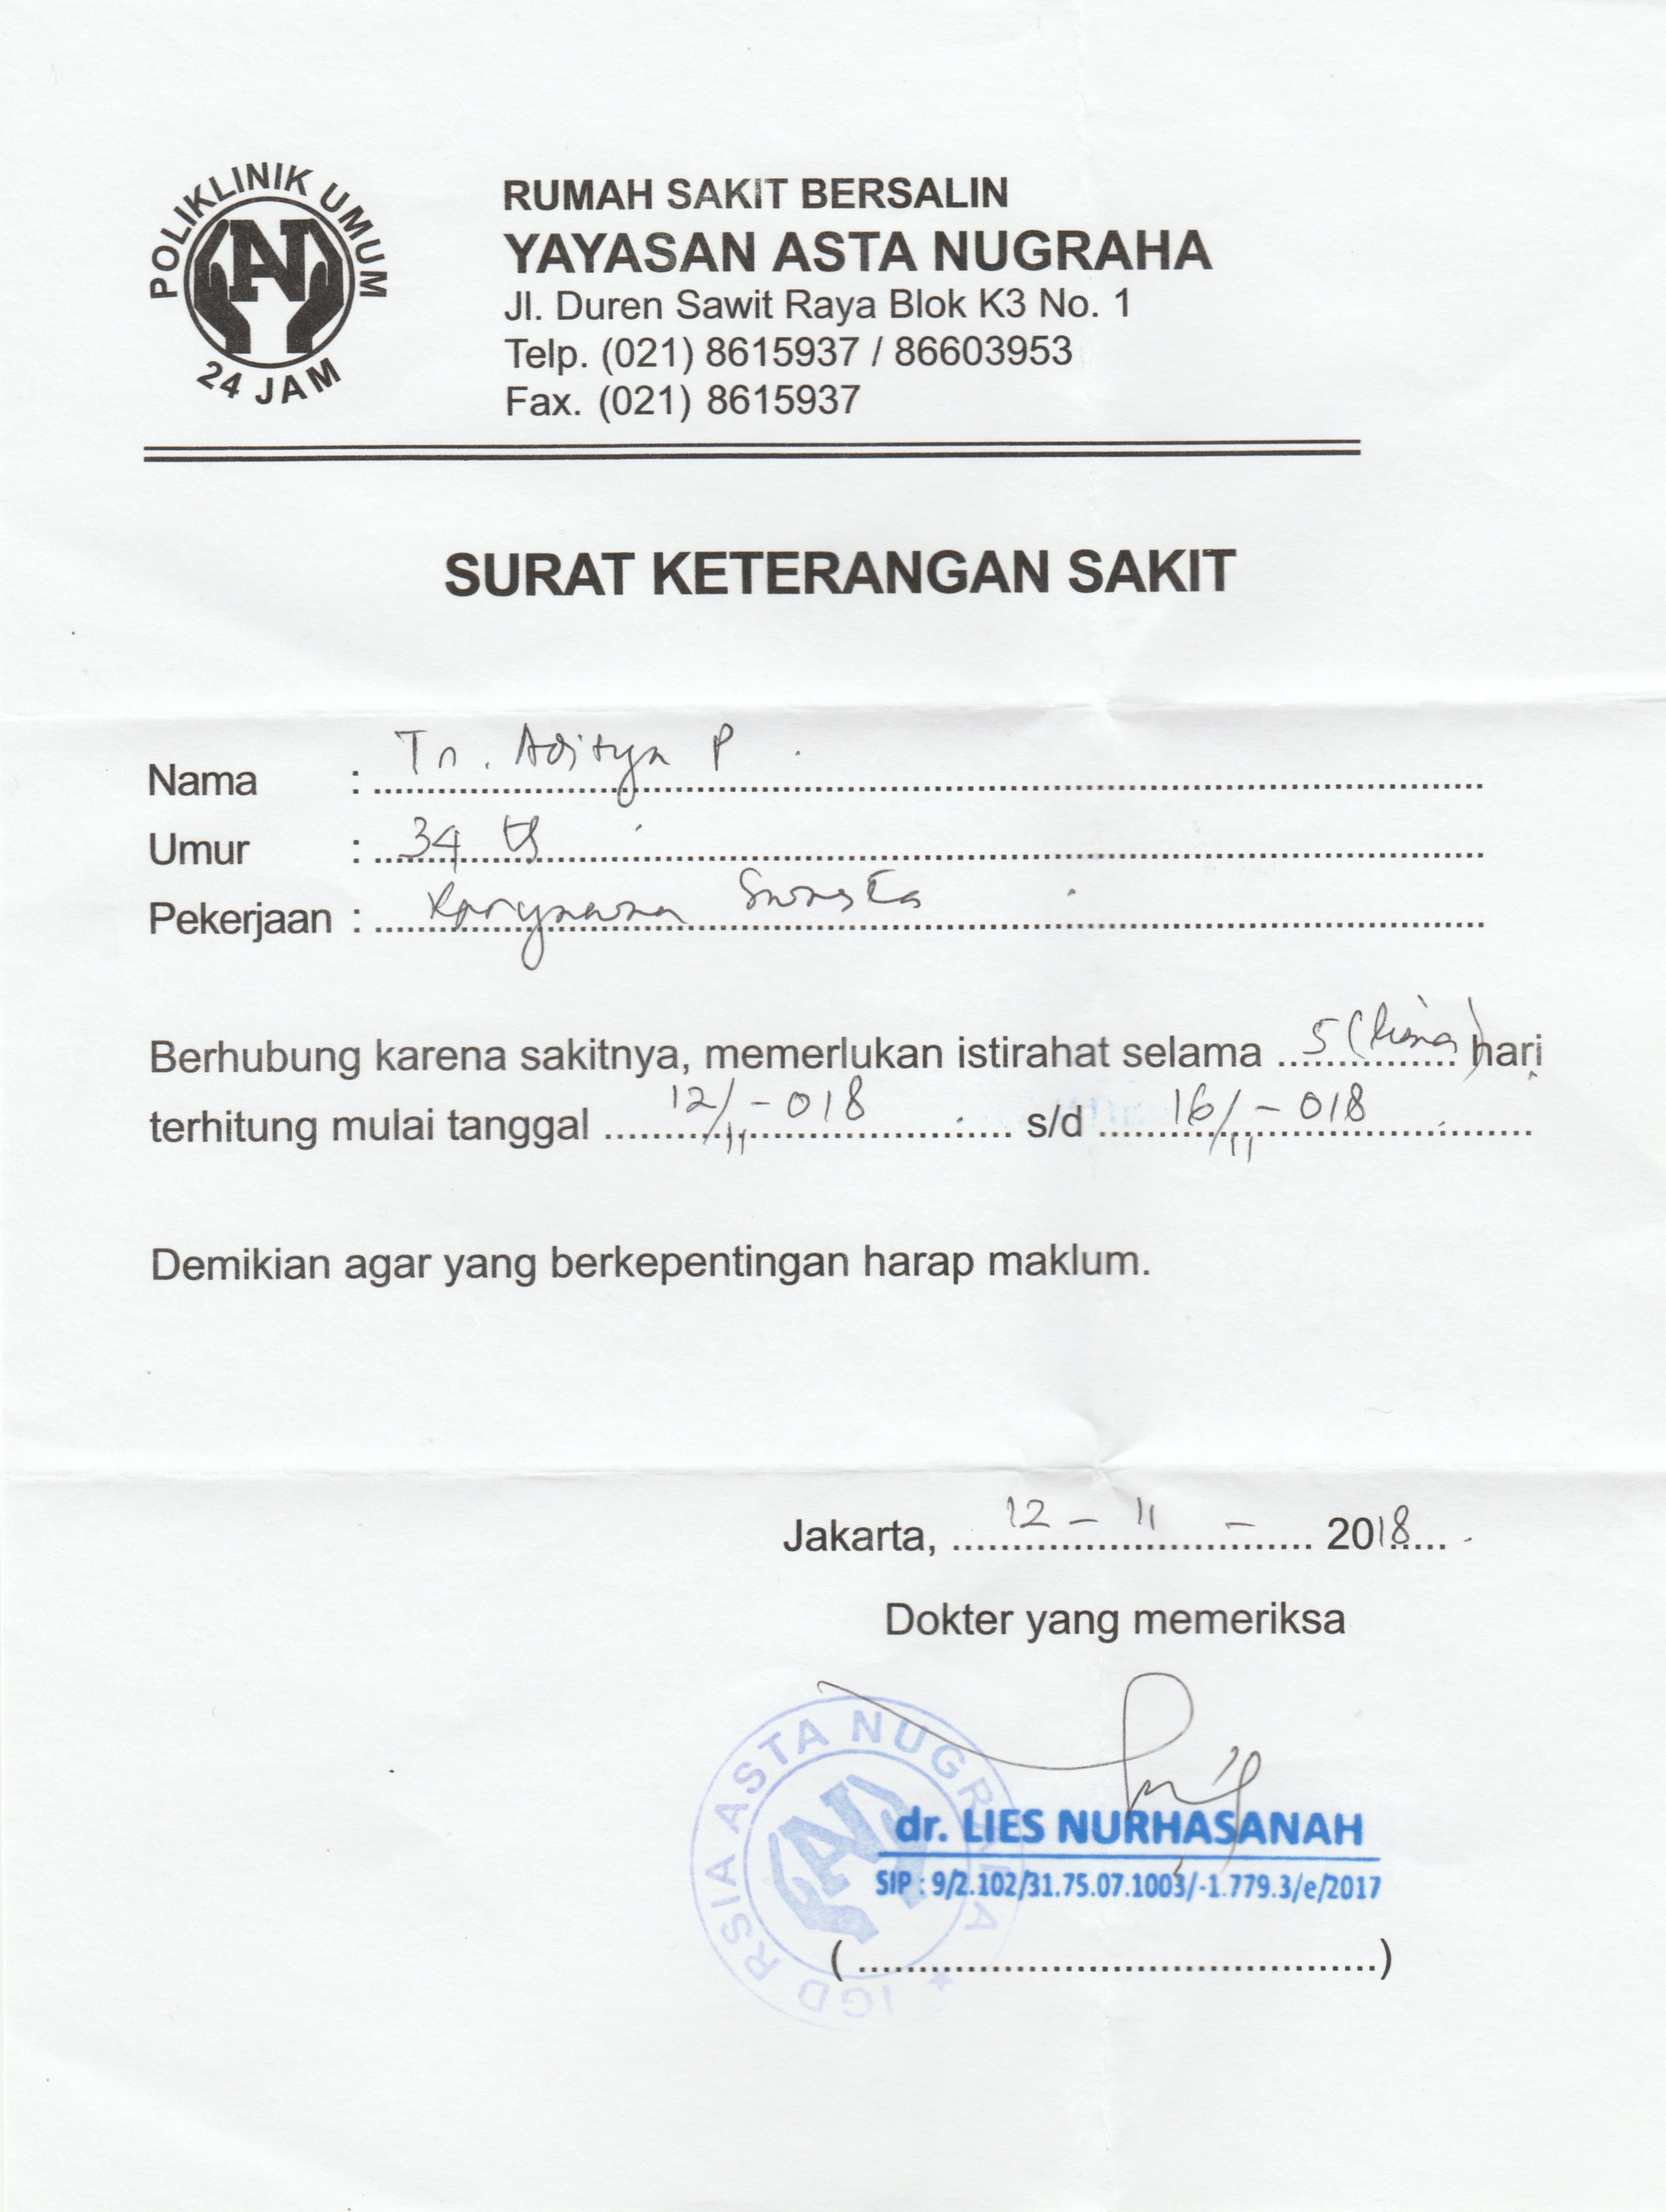 POLIKLINIK UMUM
24 JAM
RUMAH SAKIT BERSALIN
YAYASAN ASTA NUGRAHA
Jl. Duren Sawit Raya Blok K3 No. 1
Telp. (021) 8615937 / 86603953
Fax. (021) 8615937
SURAT KETERANGAN SAKIT
Nama : Tn. Aditya P
Umur : 34 th
Pekerjaan : Karyawan Swasta
Berhubung karena sakitnya, memerlukan istirahat selama 5 (lima) hari
terhitung mulai tanggal 12/11-018 s/d 16/11-018
Demikian agar yang berkepentingan harap maklum.
Jakarta, 12 - 11 - 2018
Dokter yang memeriksa
IGD RSIA ASTA NUGRAHA
dr. LIES NURHASANAH
SIP : 9/2.102/31.75.07.1003/-1.779.3/e/2017
(....................)